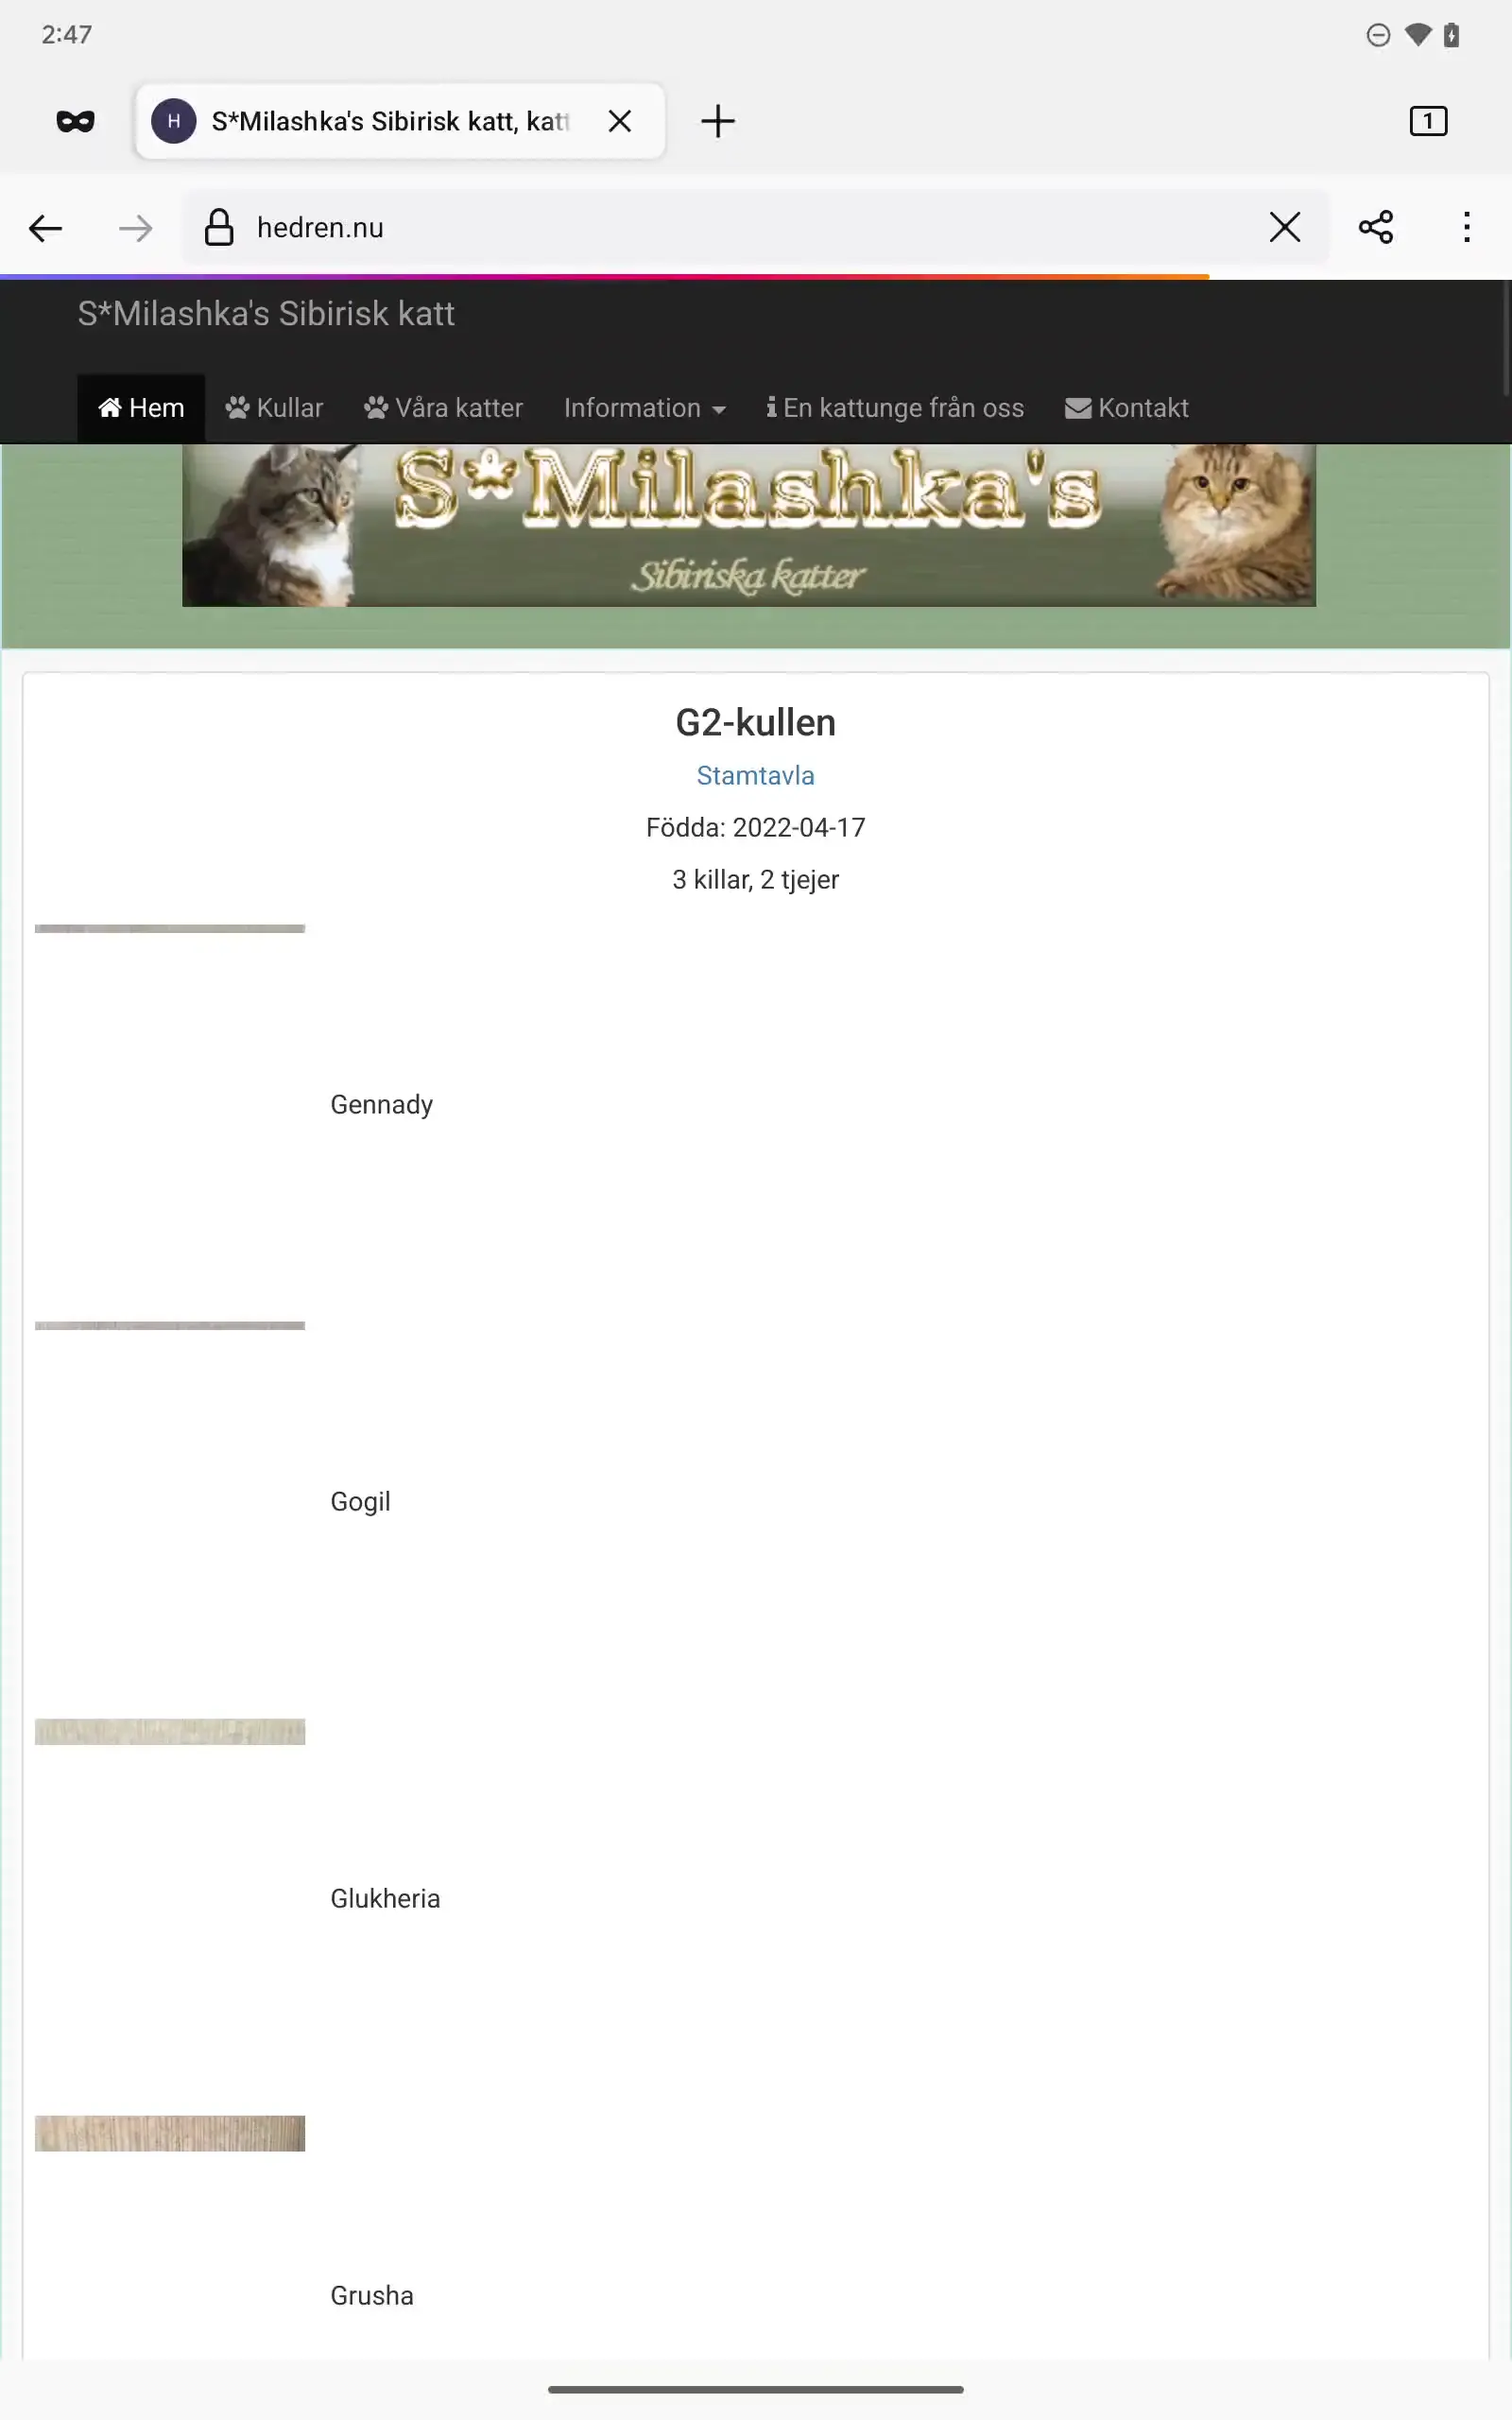 2:47
H S*Milashka's Sibirisk katt, katt
1
hedren.nu
S*Milashka's Sibirisk katt
Hem Kullar Våra katter Information En kattunge från oss Kontakt
S*Milashka's
Sibiriska katter
G2-kullen
Stamtavla
Födda: 2022-04-17
3 killar, 2 tjejer
Gennady
Gogil
Glukheria
Grusha